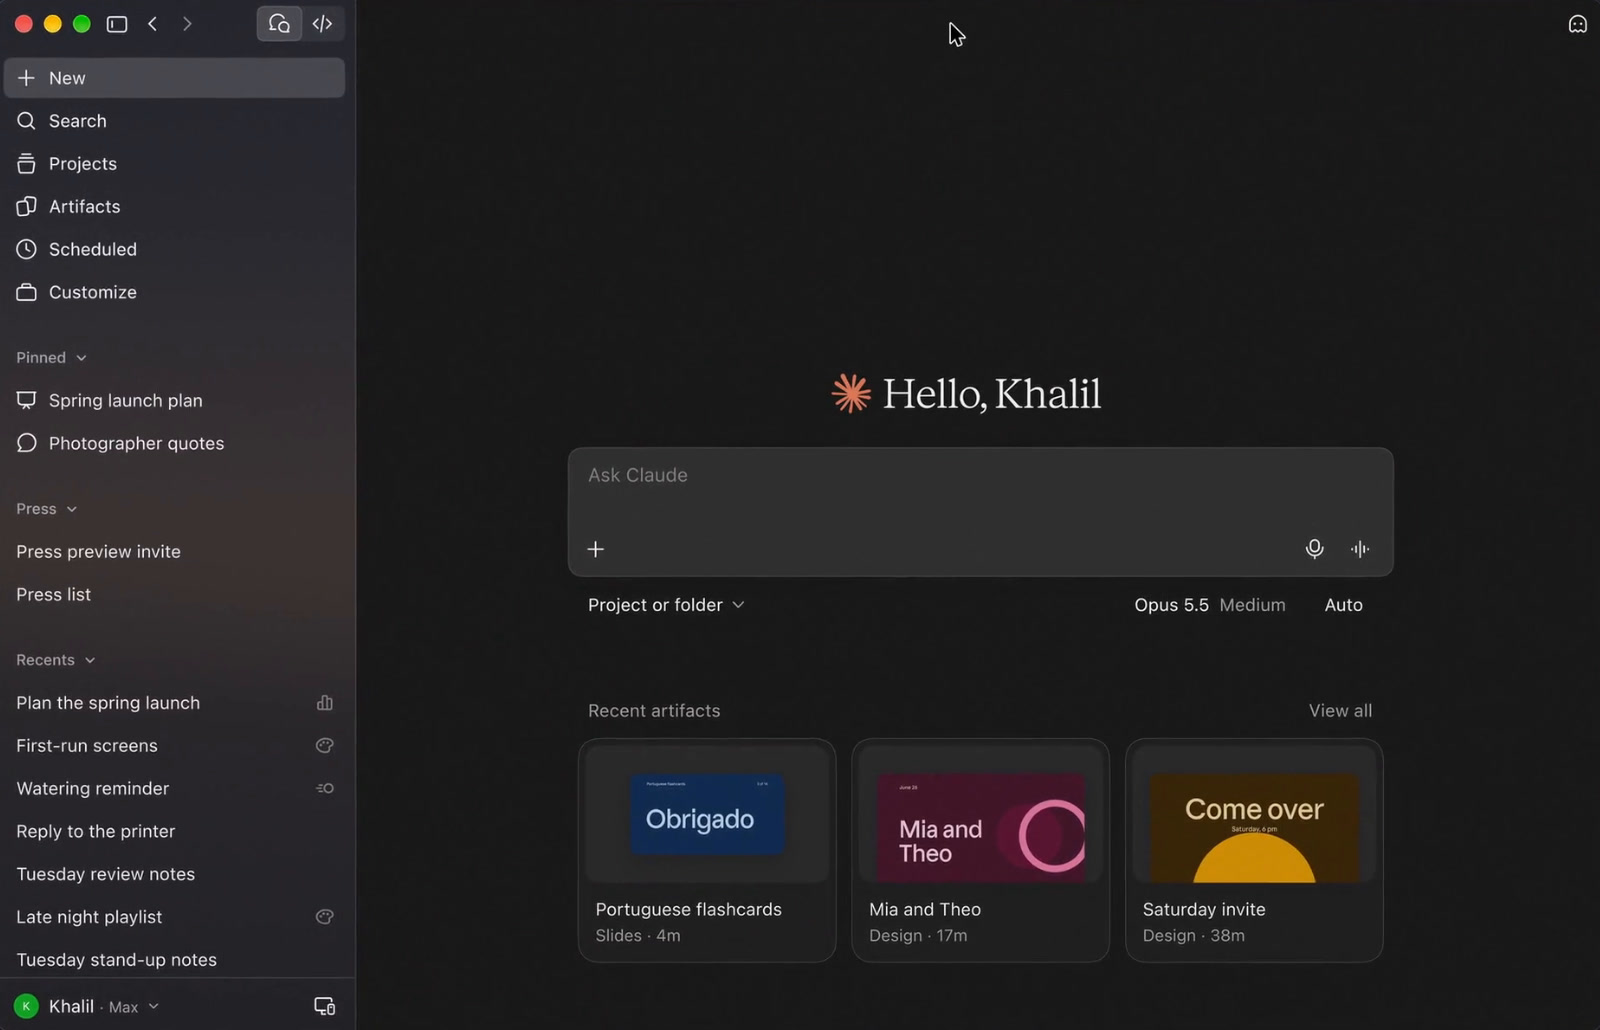 New
Search
Projects
Artifacts
Scheduled
Customize
Pinned
Spring launch plan
Photographer quotes
Press
Press preview invite
Press list
Recents
Plan the spring launch
First-run screens
Watering reminder
Reply to the printer
Tuesday review notes
Late night playlist
Tuesday stand-up notes
K
Khalil · Max
Hello, Khalil
Ask Claude
Project or folder
Opus 5.5 Medium Auto
Recent artifacts
View all
Portuguese flashcards
Obrigado
Portuguese flashcards
Slides · 4m
June 26
Mia and
Theo
Mia and Theo
Design · 17m
Come over
Saturday, 6 pm
Saturday invite
Design · 38m